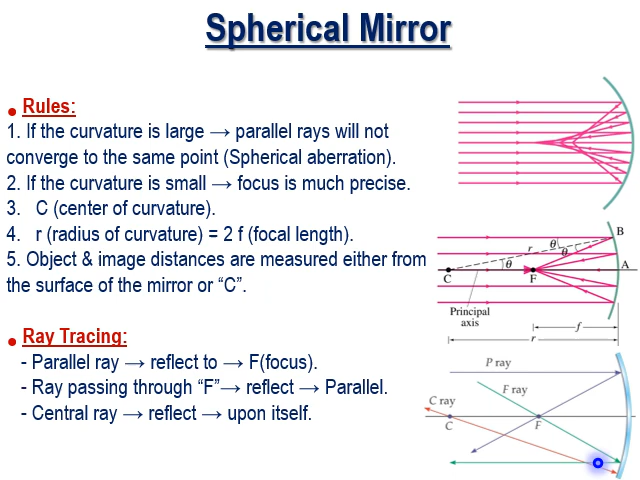 Spherical Mirror
• Rules:
1. If the curvature is large → parallel rays will not
converge to the same point (Spherical aberration).
2. If the curvature is small → focus is much precise.
3. C (center of curvature).
4. r (radius of curvature) = 2 f (focal length).
5. Object & image distances are measured either from
the surface of the mirror or “C”.
• Ray Tracing:
- Parallel ray → reflect to → F(focus).
- Ray passing through “F”→ reflect → Parallel.
- Central ray → reflect → upon itself.
B
r
θ
θ
θ
A
C
F
Principal
axis
f
r
P ray
F ray
C ray
C
F